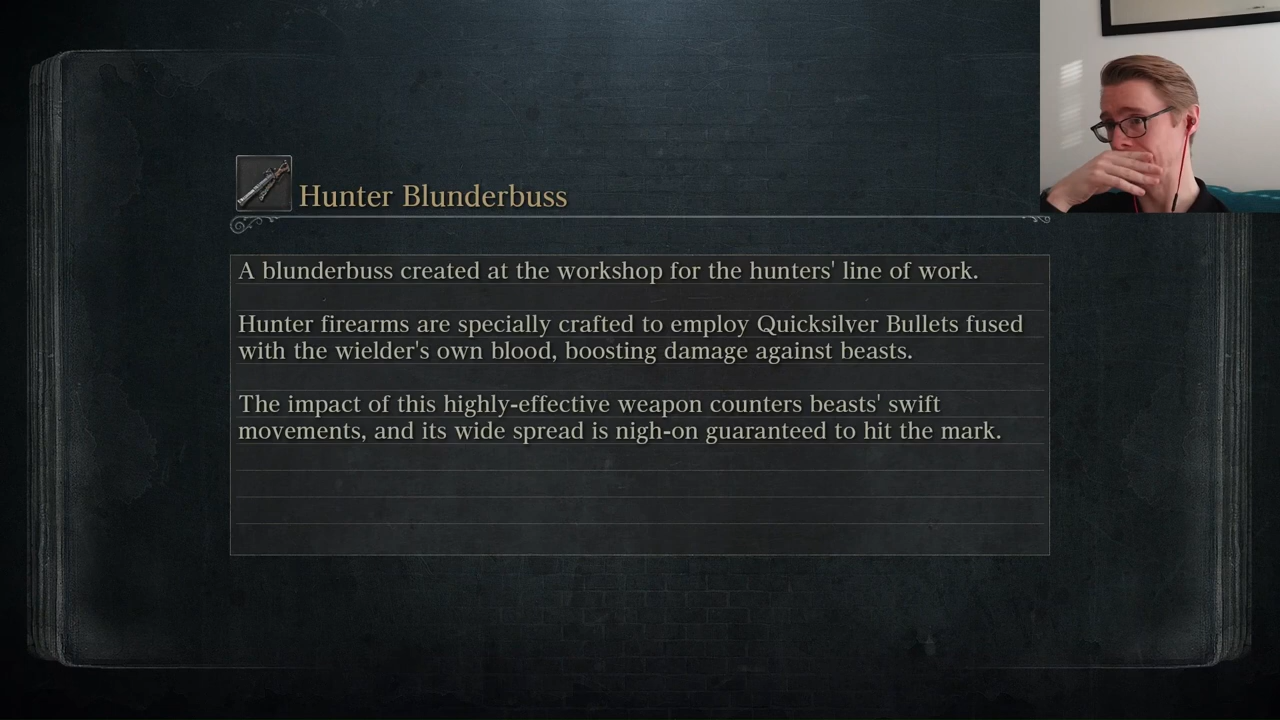 Hunter Blunderbuss
A blunderbuss created at the workshop for the hunters' line of work.
Hunter firearms are specially crafted to employ Quicksilver Bullets fused
with the wielder's own blood, boosting damage against beasts.
The impact of this highly-effective weapon counters beasts' swift
movements, and its wide spread is nigh-on guaranteed to hit the mark.